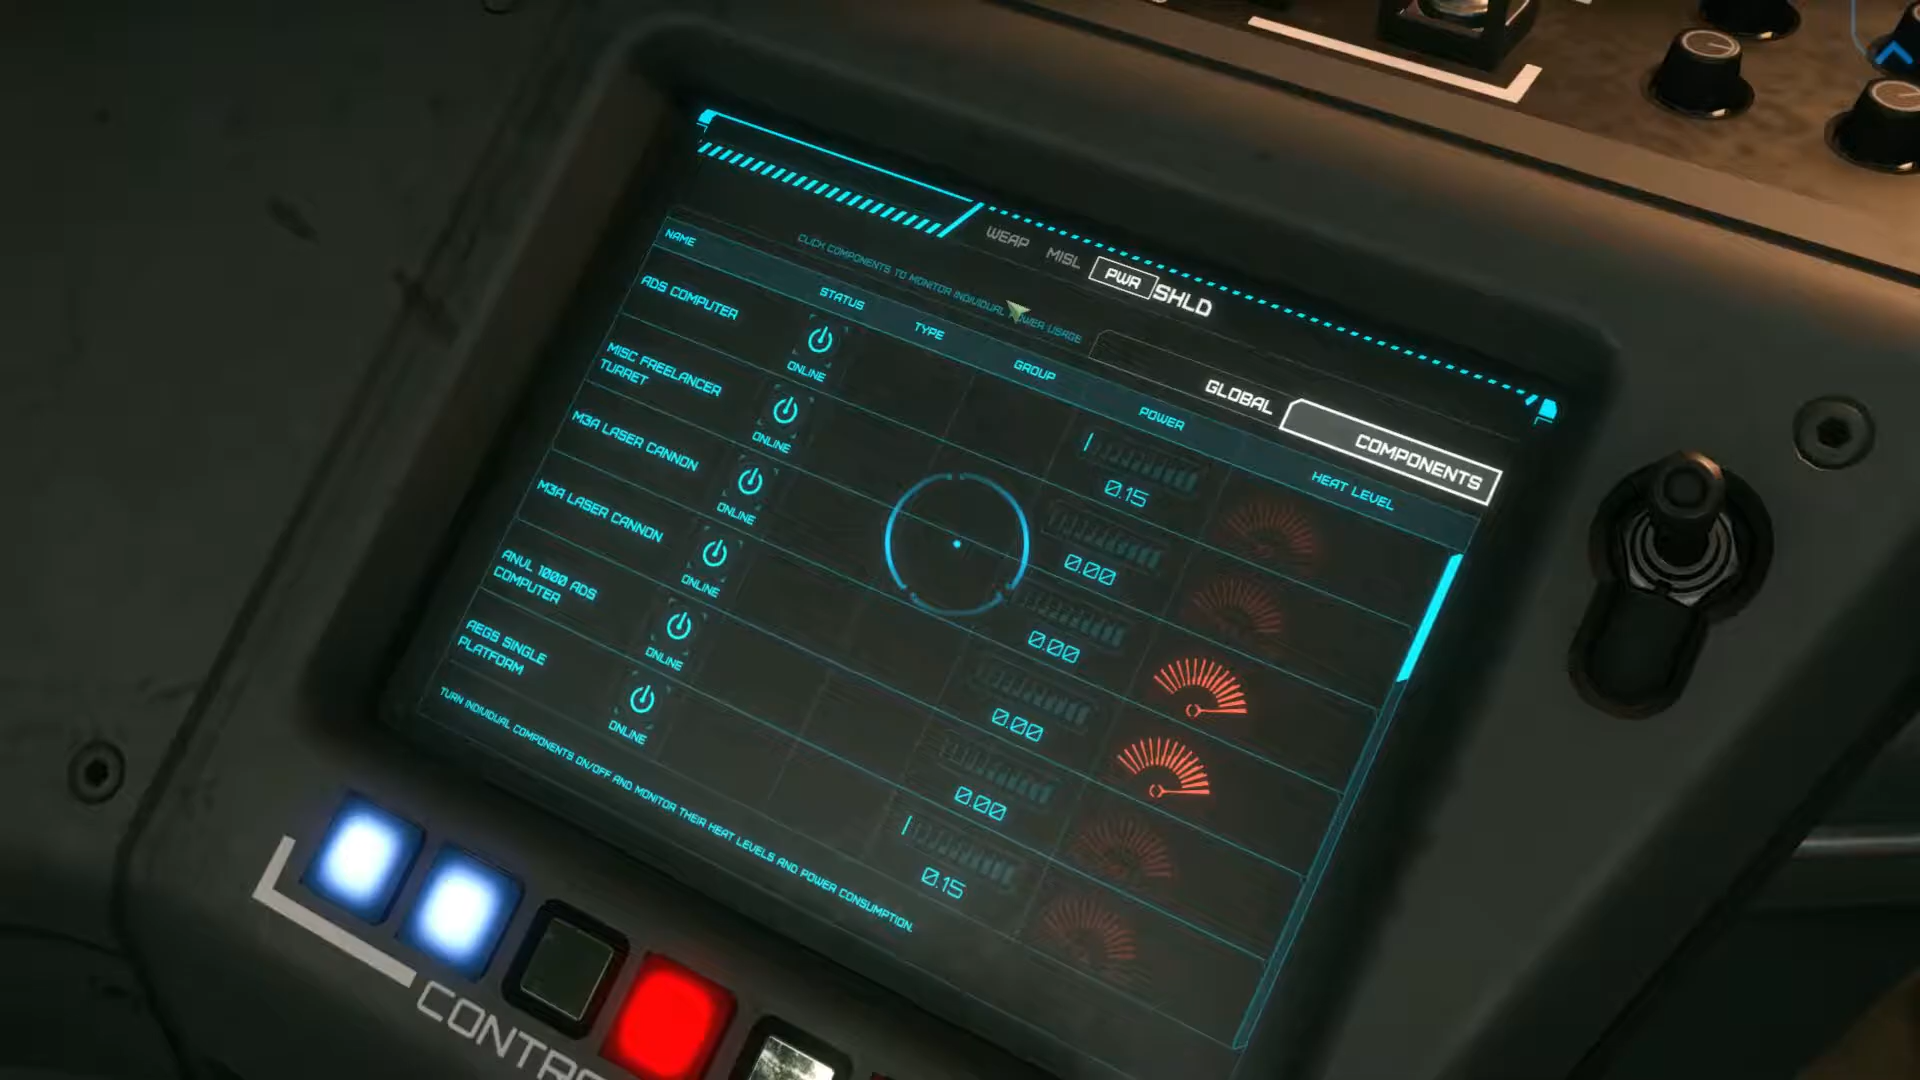 WEAP MISL PWR SHLD
CLICK COMPONENTS TO MONITOR INDIVIDUAL POWER USAGE
GLOBAL COMPONENTS
NAME STATUS TYPE GROUP POWER HEAT LEVEL
ADS COMPUTER ONLINE 0.15
MISC FREELANCER
TURRET ONLINE 0.00
M3A LASER CANNON ONLINE 0.00
M3A LASER CANNON ONLINE 0.00
ANVL 1000 ADS
COMPUTER ONLINE 0.00
AEGS SINGLE
PLATFORM ONLINE 0.15
TURN INDIVIDUAL COMPONENTS ON/OFF AND MONITOR THEIR HEAT LEVELS AND POWER CONSUMPTION.
CONTRO